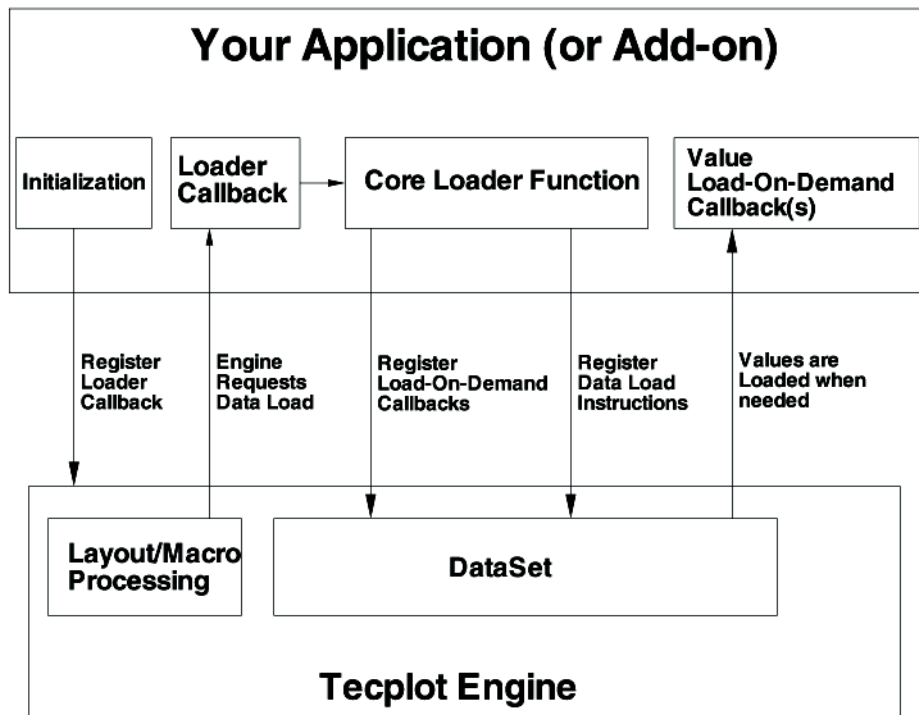 Your Application (or Add-on)
Initialization
Loader
Callback
Core Loader Function
Value
Load-On-Demand
Callback(s)
Register
Loader
Callback
Engine
Requests
Data Load
Register
Load-On-Demand
Callbacks
Register
Data Load
Instructions
Values are
Loaded when
needed
Layout/Macro
Processing
DataSet
Tecplot Engine